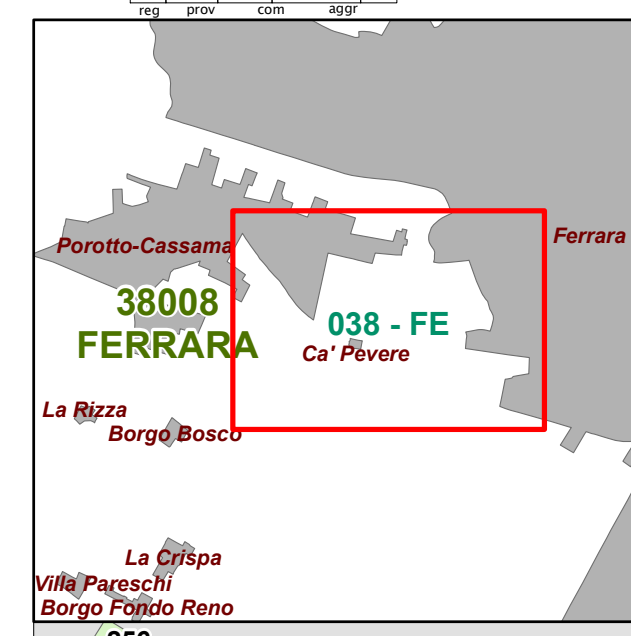 reg prov com aggr
Ferrara
Porotto-Cassama
38008
FERRARA
038 - FE
Ca' Pevere
La Rizza
Borgo Bosco
La Crispa
Villa Pareschi
Borgo Fondo Reno